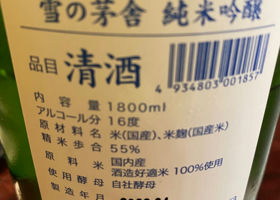 雪の茅舎 純米吟醸
品目 清酒
4 934803 001857
内容量 1800ml
アルコール分 16度
原材料名 米(国産)、米麹(国産米)
精米歩合 55%
原料米 国内産
酒造好適米 100%使用
使用酵母 自社酵母
製造年月